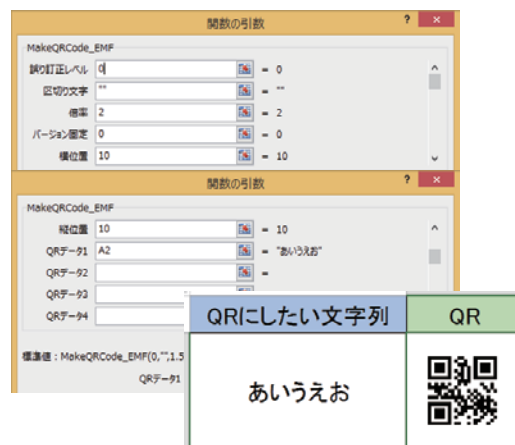 関数の引数 ? ×
MakeQRCode_EMF
誤り訂正レベル 0 = 0
区切り文字 "" = ""
倍率 2 = 2
バージョン固定 0 = 0
横位置 10 = 10
関数の引数 ? ×
MakeQRCode_EMF
縦位置 10 = 10
QRデータ1 A2 = "あいうえお"
QRデータ2 =
QRデータ3
QRデータ4
標準値 : MakeQRCode_EMF(0,"",1.5
QRデータ1
QRにしたい文字列 QR
あいうえお